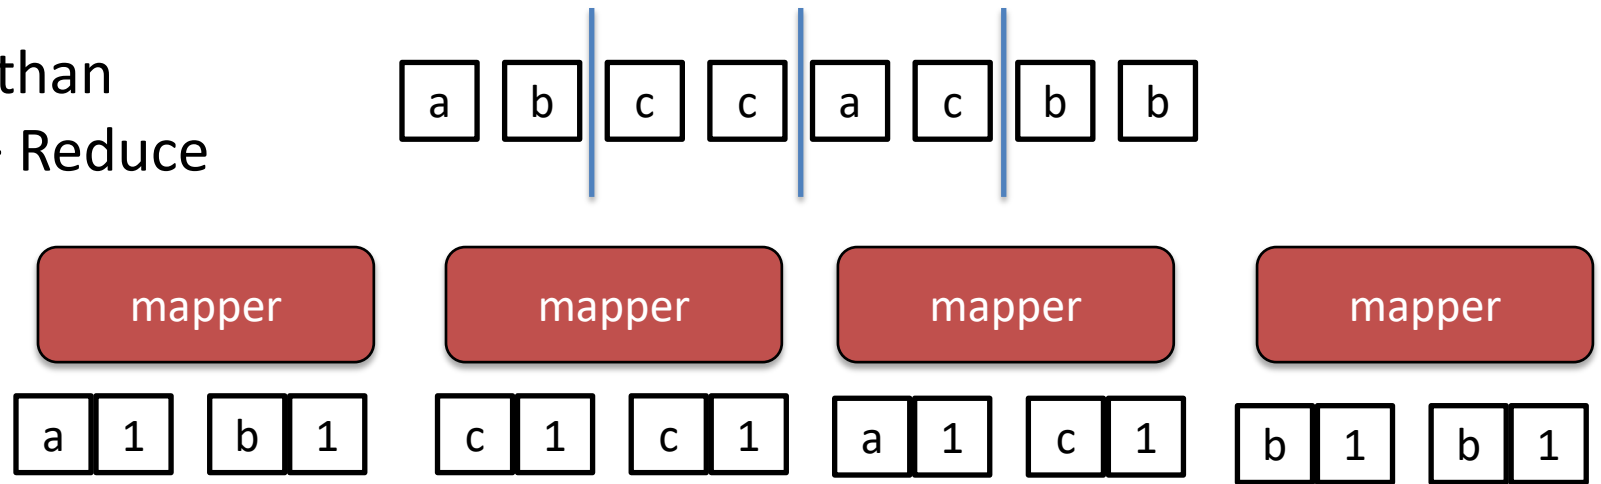 than
Reduce
a b c c a c b b
mapper mapper mapper mapper
a 1 b 1 c 1 c 1 a 1 c 1 b 1 b 1